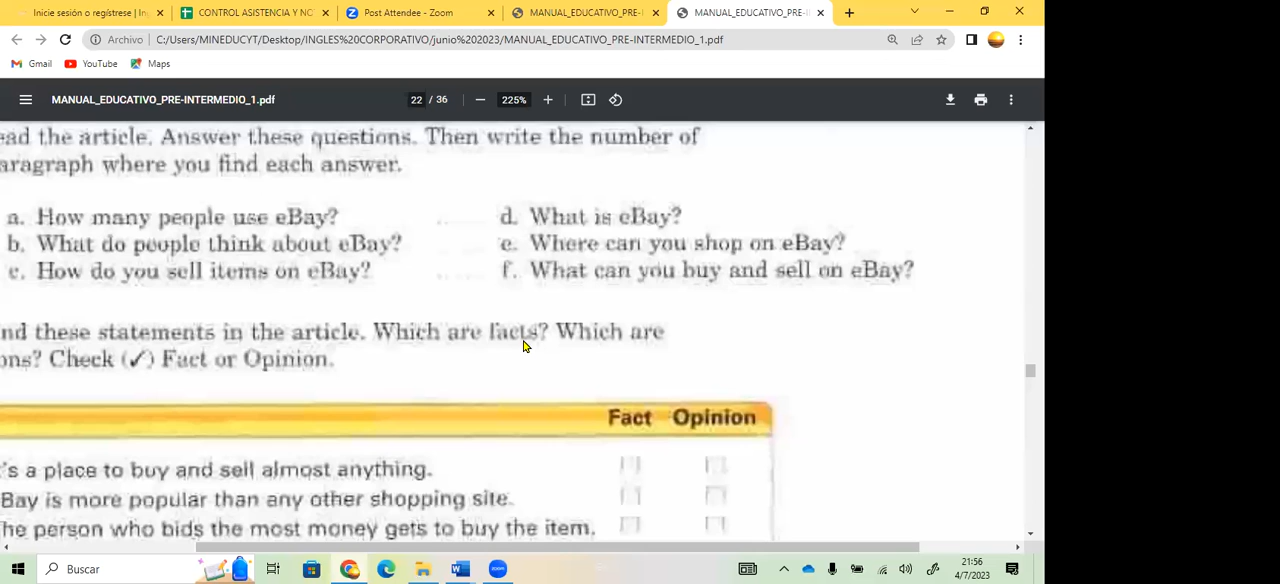 Inicie sesión o regístrese | In
CONTROL ASISTENCIA Y NO
Post Attendee - Zoom
MANUAL_EDUCATIVO_PRE-I
MANUAL_EDUCATIVO_PRE-I
Archivo C:/Users/MINEDUCYT/Desktop/INGLES%20CORPORATIVO/junio%202023/MANUAL_EDUCATIVO_PRE-INTERMEDIO_1.pdf
Gmail YouTube Maps
MANUAL_EDUCATIVO_PRE-INTERMEDIO_1.pdf 22 / 36 225%
ead the article. Answer these questions. Then write the number of
aragraph where you find each answer.
a. How many people use eBay?
b. What do people think about eBay?
c. How do you sell items on eBay?
d. What is eBay?
e. Where can you shop on eBay?
f. What can you buy and sell on eBay?
nd these statements in the article. Which are facts? Which are
ons? Check (✓) Fact or Opinion.
Fact Opinion
's a place to buy and sell almost anything.
Bay is more popular than any other shopping site.
he person who bids the most money gets to buy the item.
Buscar
zoom
21:56
4/7/2023